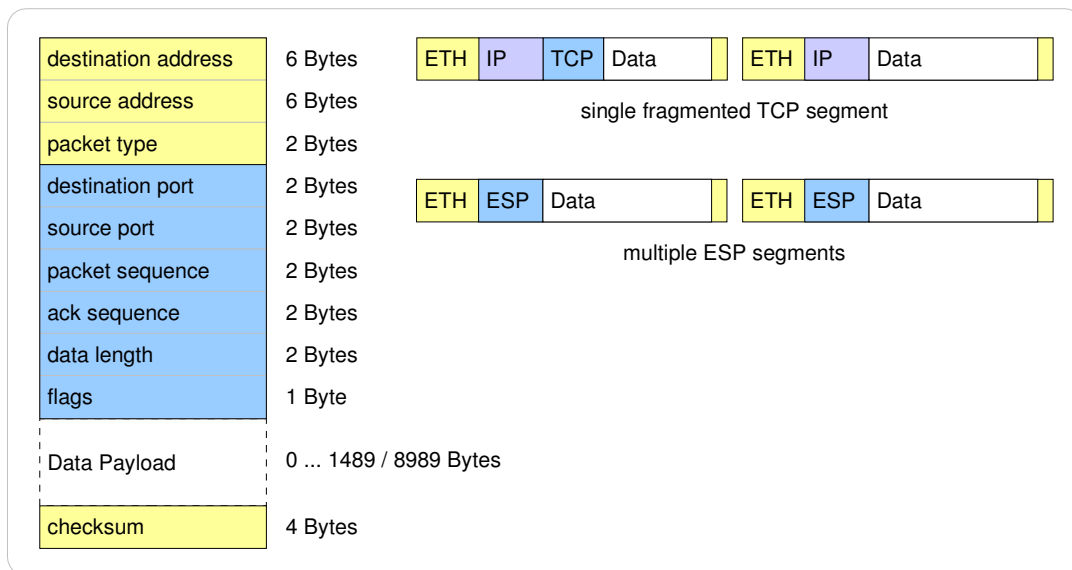 destination address 6 Bytes
source address 6 Bytes
packet type 2 Bytes
destination port 2 Bytes
source port 2 Bytes
packet sequence 2 Bytes
ack sequence 2 Bytes
data length 2 Bytes
flags 1 Byte
Data Payload 0 ... 1489 / 8989 Bytes
checksum 4 Bytes
ETH IP TCP Data ETH IP Data
single fragmented TCP segment
ETH ESP Data ETH ESP Data
multiple ESP segments